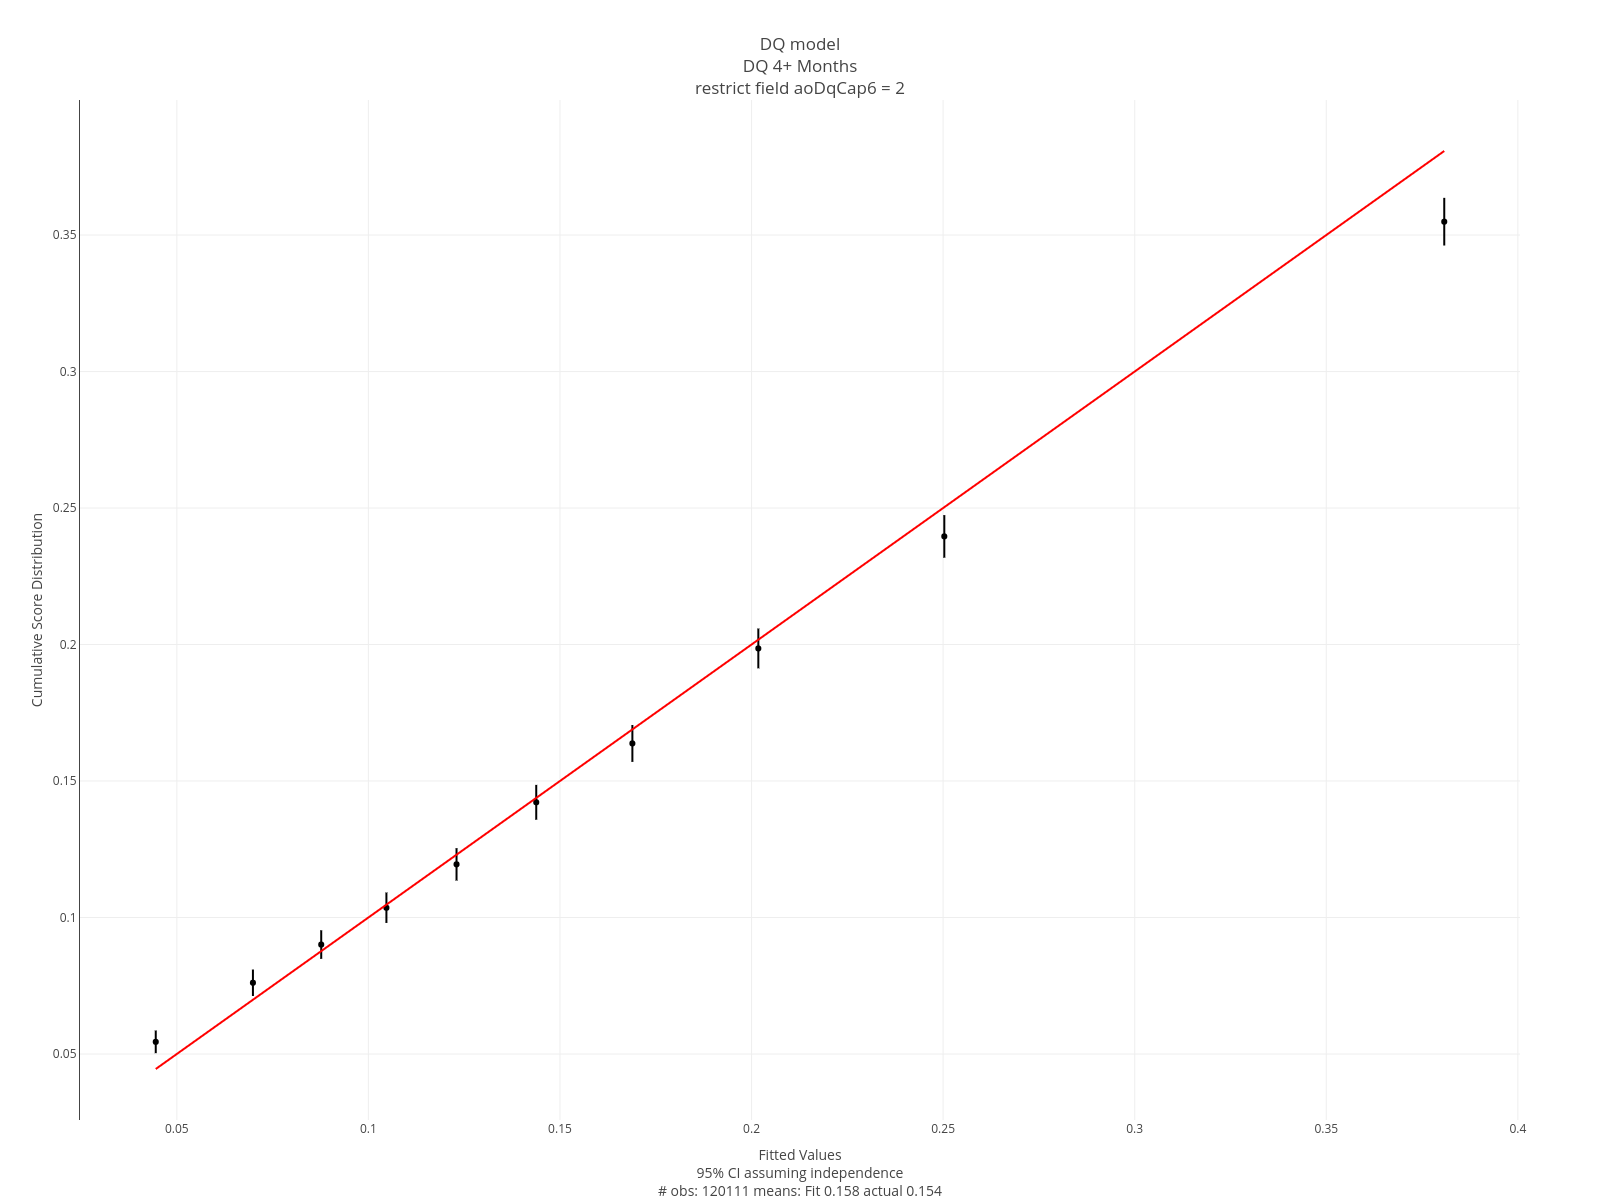 DQ model
DQ 4+ Months
restrict field aoDqCap6 = 2
Cumulative Score Distribution
0.35
0.3
0.25
0.2
0.15
0.1
0.05
0.05 0.1 0.15 0.2 0.25 0.3 0.35 0.4
Fitted Values
95% CI assuming independence
# obs: 120111 means: Fit 0.158 actual 0.154